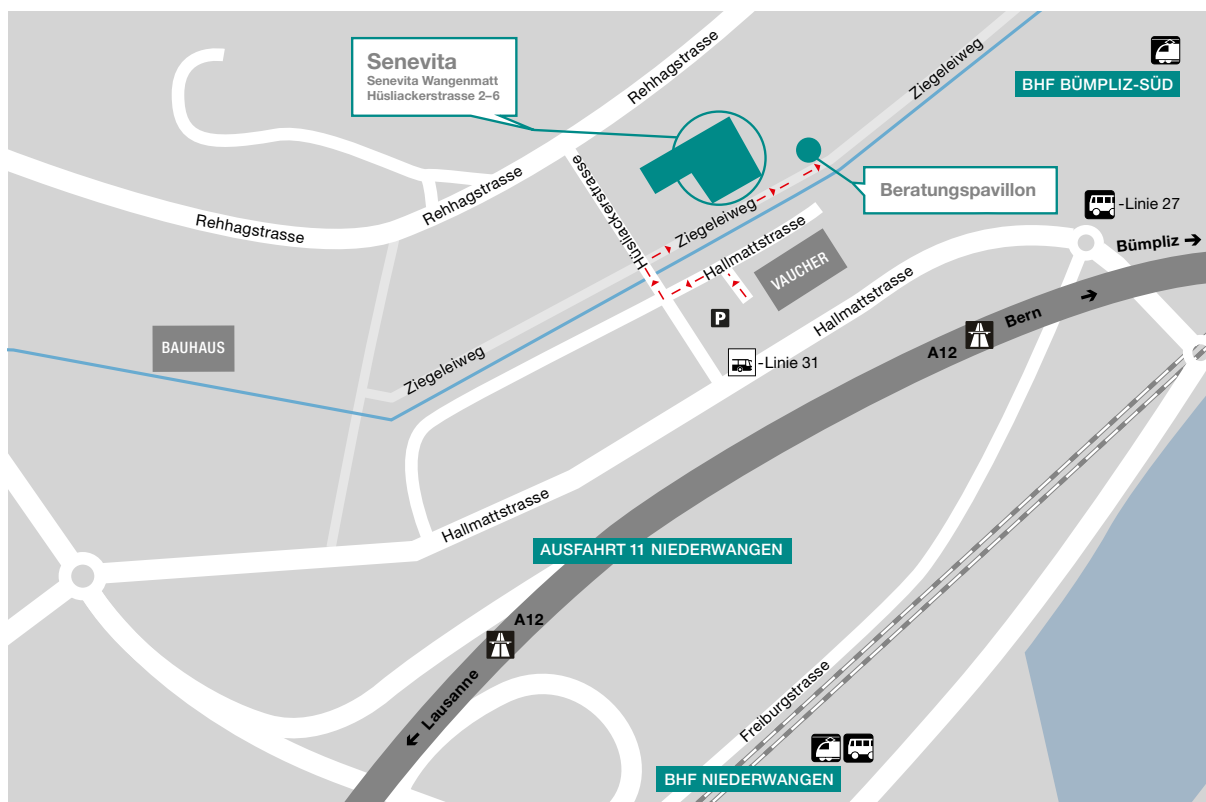 Senevita
Senevita Wangenmatt
Hüsliackerstrasse 2–6
Rehhagstrasse
Ziegeleiweg
BHF BÜMPLIZ-SÜD
Rehhagstrasse
Rehhagstrasse
Hüsliackerstrasse
Beratungspavillon
-Linie 27
Bümpliz
Ziegeleiweg
Hallmattstrasse
VAUCHER
Hallmattstrasse
P
Bern
A12
BAUHAUS
Ziegeleiweg
-Linie 31
Hallmattstrasse
AUSFAHRT 11 NIEDERWANGEN
A12
Lausanne
Freiburgstrasse
BHF NIEDERWANGEN